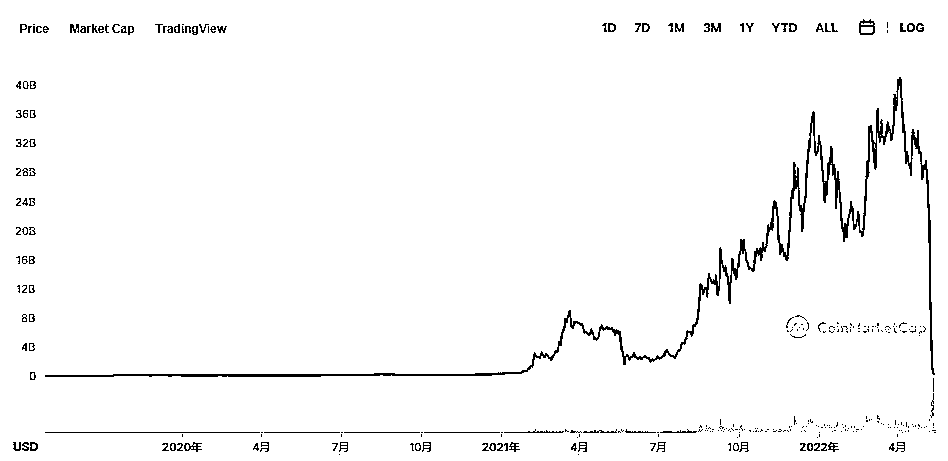 Price Market Cap TradingView 1D 7D 1M 3M 1Y YTD ALL LOG
40B
36B
32B
28B
24B
20B
16B
12B
8B
4B
0
CoinMarketCap
USD 2020年 4月 7月 10月 2021年 4月 7月 10月 2022年 4月